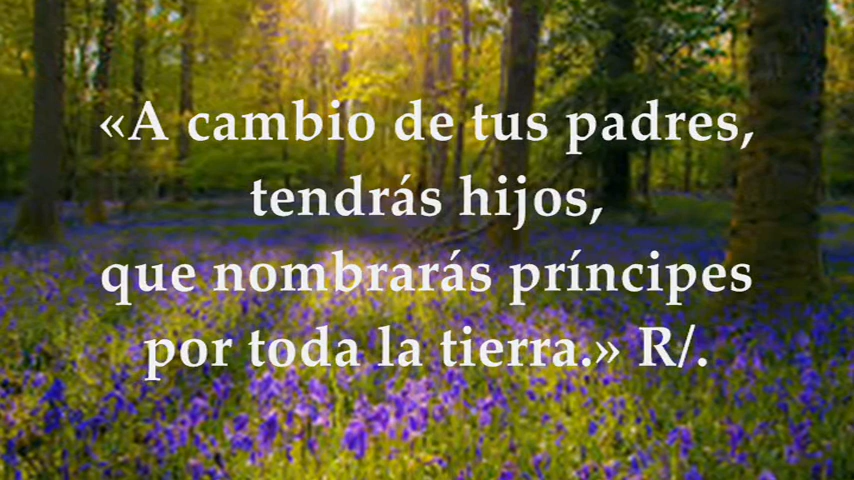 «A cambio de tus padres,
tendrás hijos,
que nombrarás príncipes
por toda la tierra.» R/.